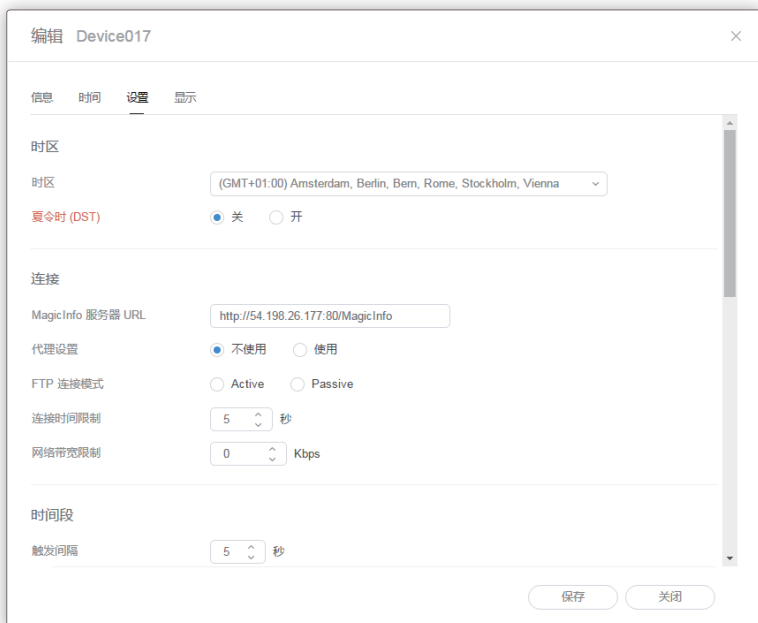 编辑 Device017
信息 时间 设置 显示
时区
时区 (GMT+01:00) Amsterdam, Berlin, Bern, Rome, Stockholm, Vienna
夏令时 (DST) 关 开
连接
MagicInfo 服务器 URL http://54.198.26.177:80/MagicInfo
代理设置 不使用 使用
FTP 连接模式 Active Passive
连接时间限制 5 秒
网络带宽限制 0 Kbps
时间段
触发间隔 5 秒
保存 关闭